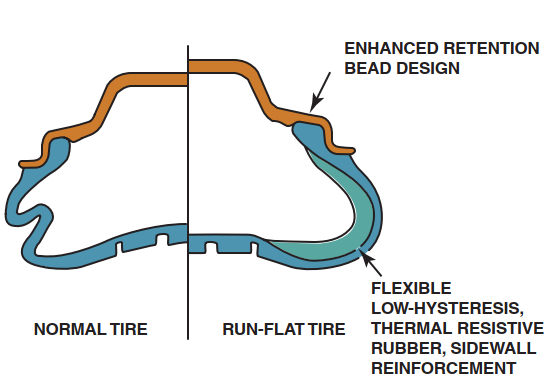 ENHANCED RETENTION
BEAD DESIGN
NORMAL TIRE
RUN-FLAT TIRE
FLEXIBLE
LOW-HYSTERESIS,
THERMAL RESISTIVE
RUBBER, SIDEWALL
REINFORCEMENT